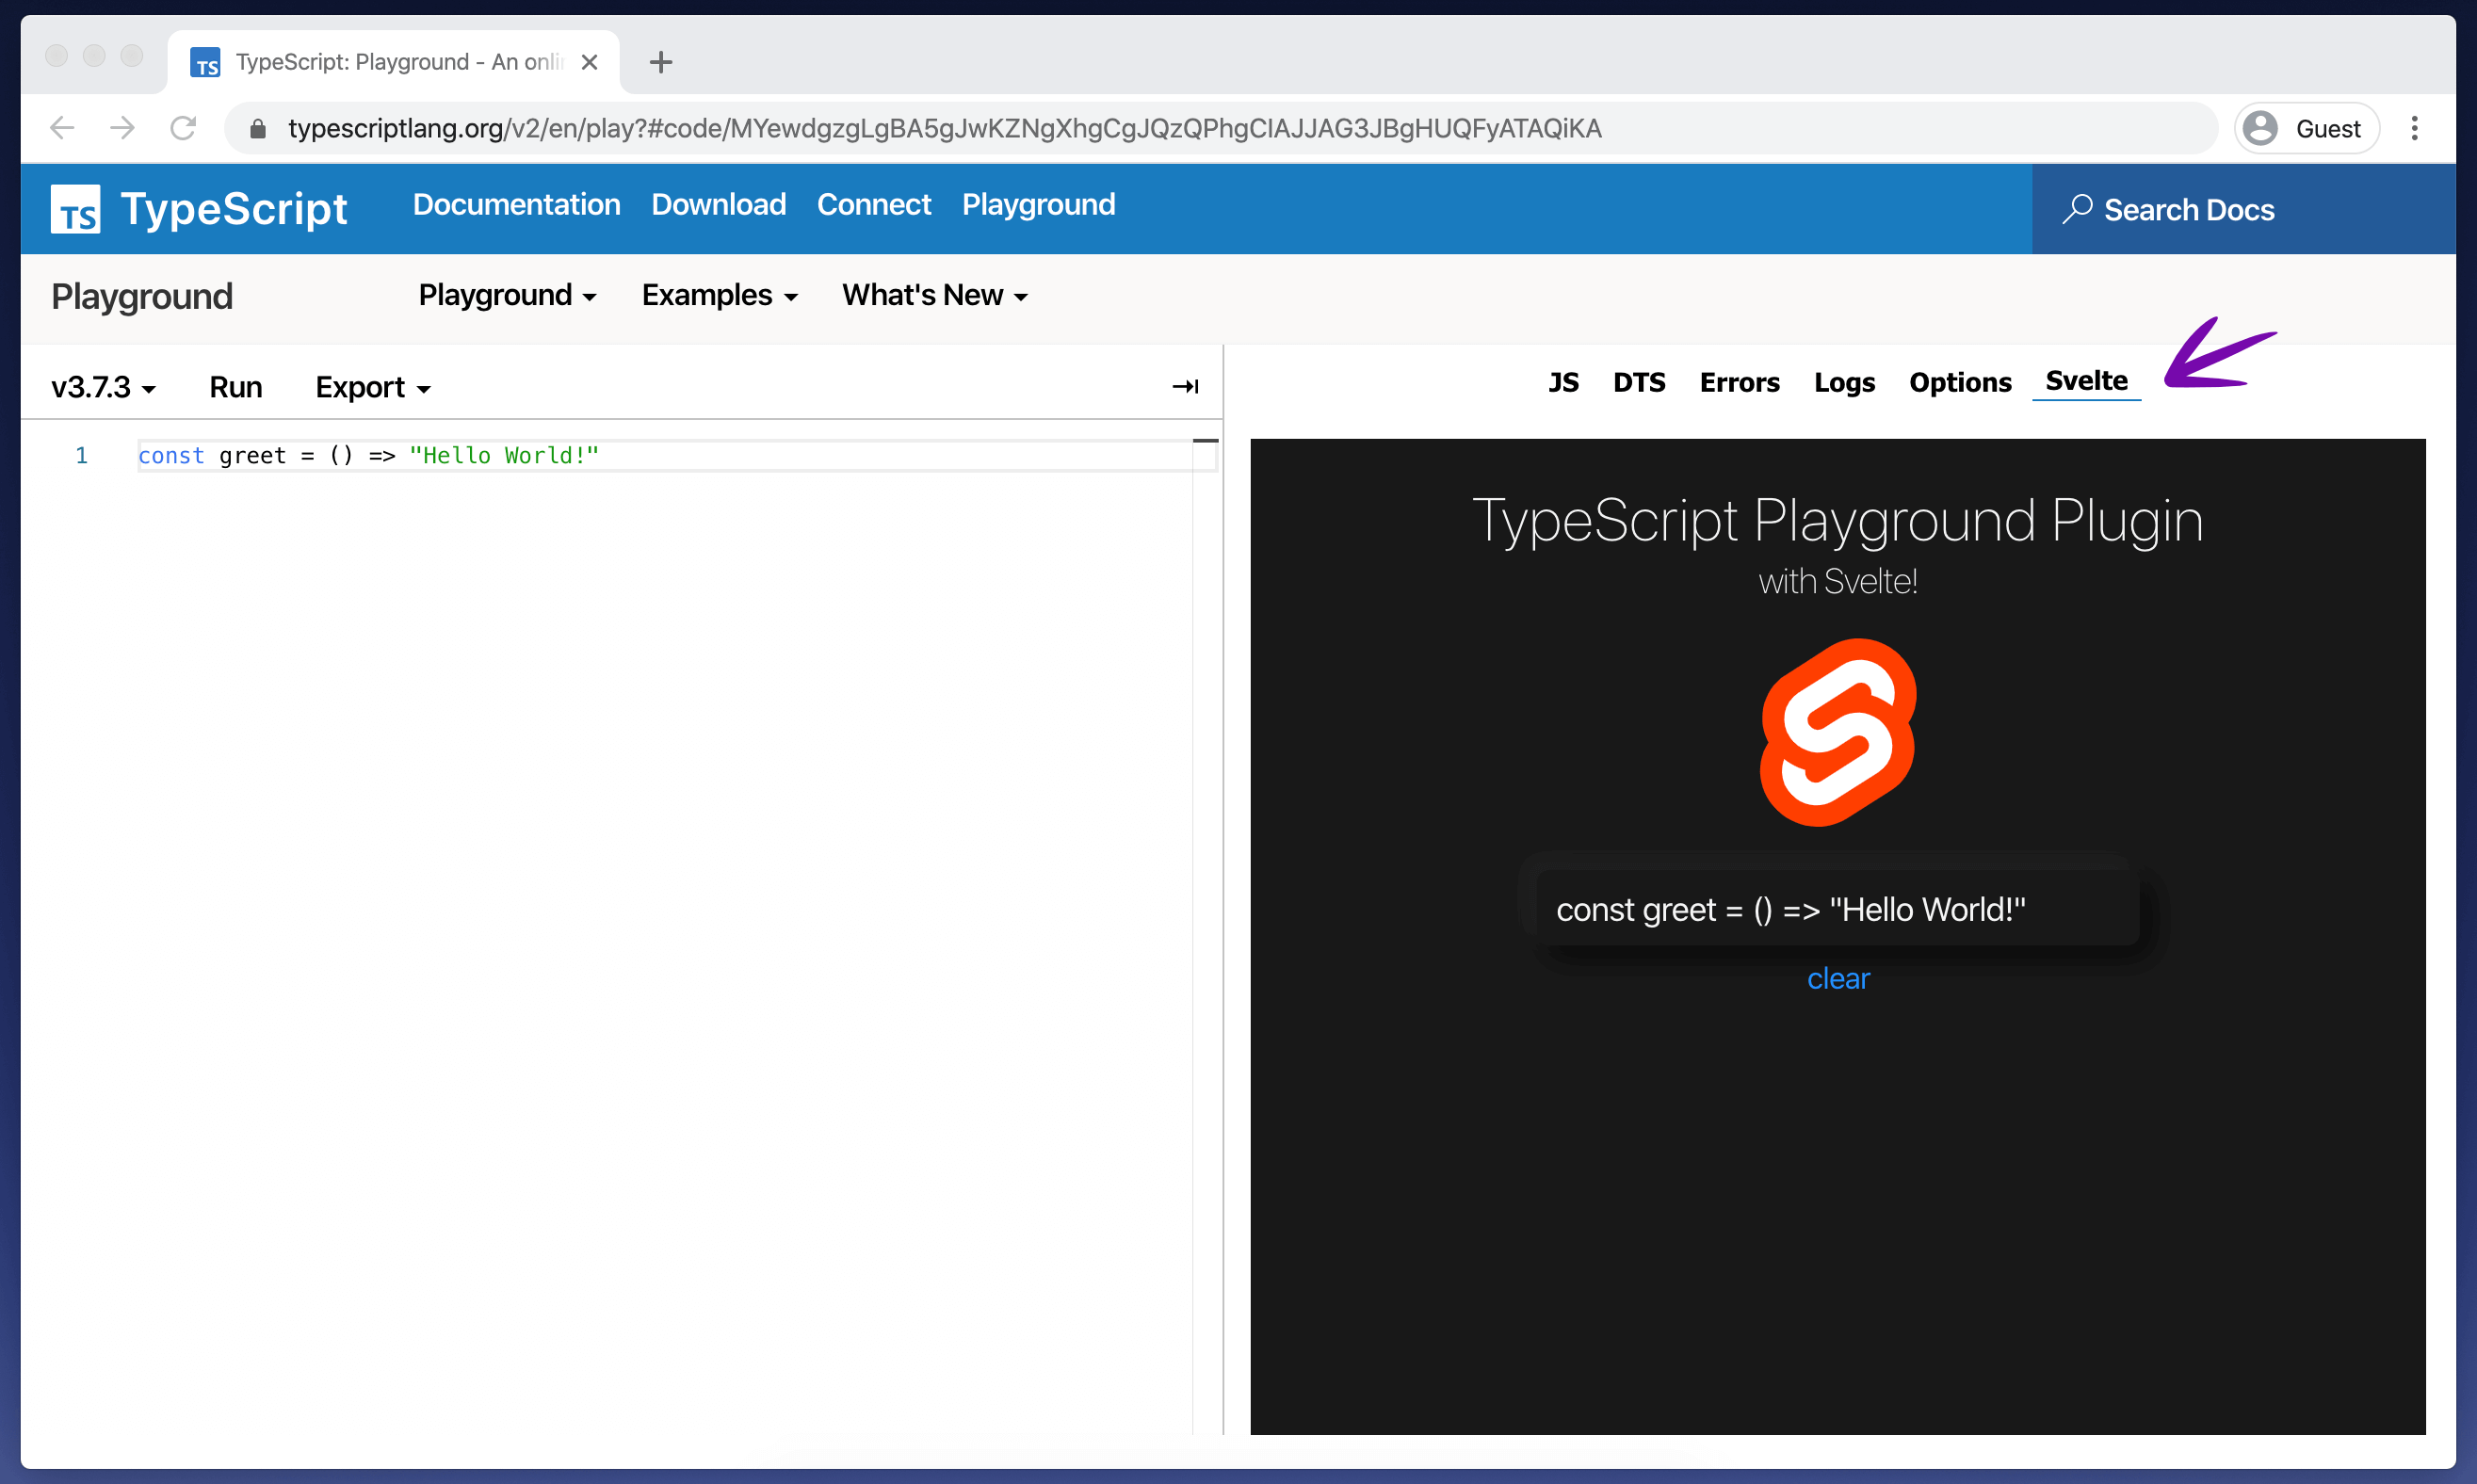 TS TypeScript: Playground - An onli
typescriptlang.org/v2/en/play?#code/MYewdgzgLgBA5gJwKZNgXhgCgJQzQPhgCIAJJAG3JBgHUQFyATAQiKA
Guest
TS TypeScript Documentation Download Connect Playground Search Docs
Playground Playground Examples What's New
v3.7.3 Run Export
JS DTS Errors Logs Options Svelte
1 const greet = () => "Hello World!"
TypeScript Playground Plugin
with Svelte!
const greet = () => "Hello World!"
clear